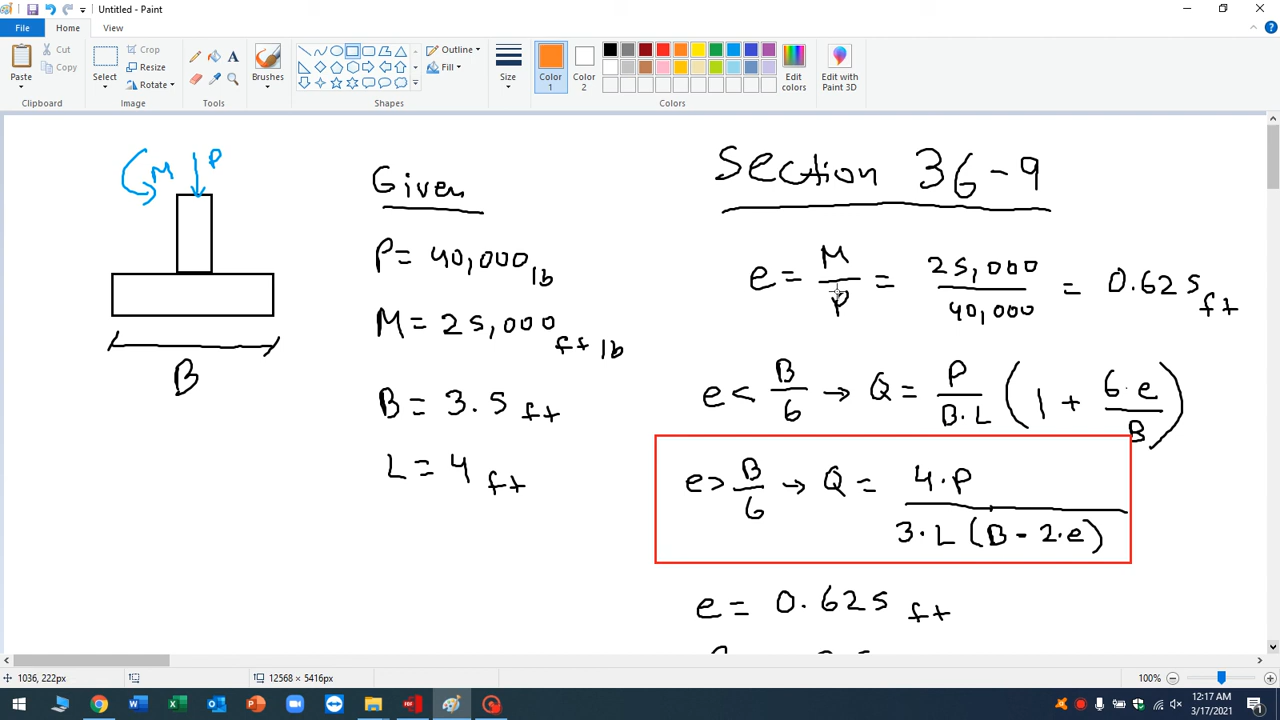 Untitled - Paint
File
Home
View
Paste
Cut
Copy
Clipboard
Select
Crop
Resize
Rotate
Image
Tools
Brushes
Shapes
Outline
Fill
Size
Color 1
Color 2
Colors
Edit colors
Edit with Paint 3D
M P
B
Given
P = 40,000 lb
M = 25,000 ft lb
B = 3.5 ft
L = 4 ft
Section 36-9
e = M/P = 25,000/40,000 = 0.625 ft
e < B/6 → Q = P/B·L (1 + 6·e/B)
e > B/6 → Q = 4·P/3·L(B - 2·e)
e = 0.625 ft
1036, 222px
12568 × 5416px
100%
12:17 AM
3/17/2021